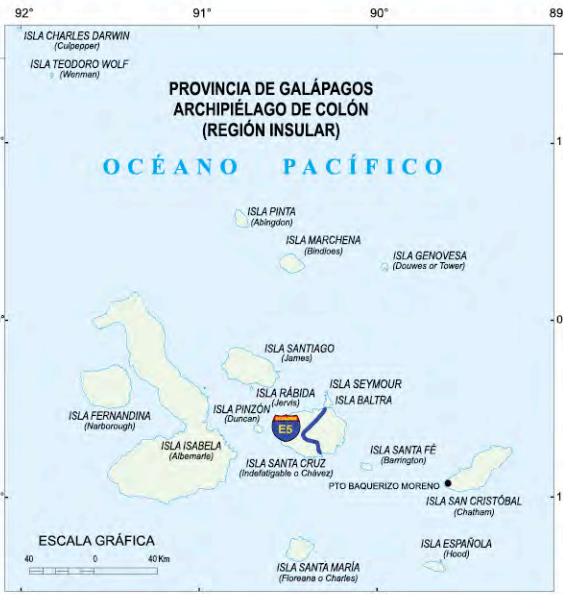 92°
91°
90°
89
ISLA CHARLES DARWIN
(Culpepper)
ISLA TEODORO WOLF
(Wenman)
PROVINCIA DE GALÁPAGOS
ARCHIPIÉLAGO DE COLÓN
(REGIÓN INSULAR)
1
OCÉANO PACÍFICO
ISLA PINTA
(Abingdon)
ISLA MARCHENA
(Bindloes)
ISLA GENOVESA
(Douwes or Tower)
0
ISLA SANTIAGO
(James)
ISLA RÁBIDA
(Jervis)
ISLA SEYMOUR
ISLA BALTRA
ISLA FERNANDINA
(Narborough)
ISLA PINZÓN
(Duncan)
E5
ISLA ISABELA
(Albemarle)
ISLA SANTA CRUZ
(Indefatigable o Chávez)
ISLA SANTA FÉ
(Barrington)
PTO BAQUERIZO MORENO
ISLA SAN CRISTÓBAL
(Chatham)
1
ESCALA GRÁFICA
40 0 40 Km
ISLA SANTA MARÍA
(Floreana o Charles)
ISLA ESPAÑOLA
(Hood)